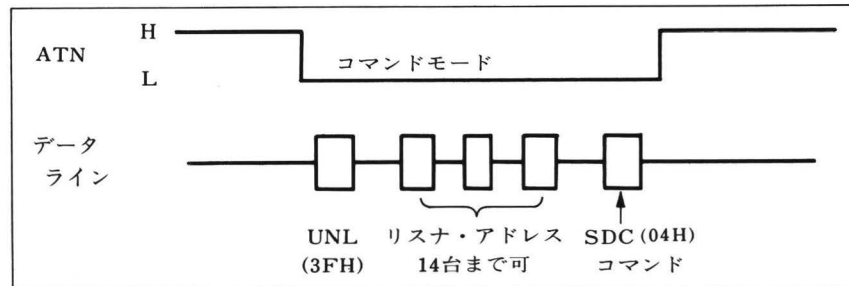 ATN
H
L
コマンドモード
データ
ライン
UNL
(3FH)
リスナ・アドレス
14台まで可
SDC(04H)
コマンド